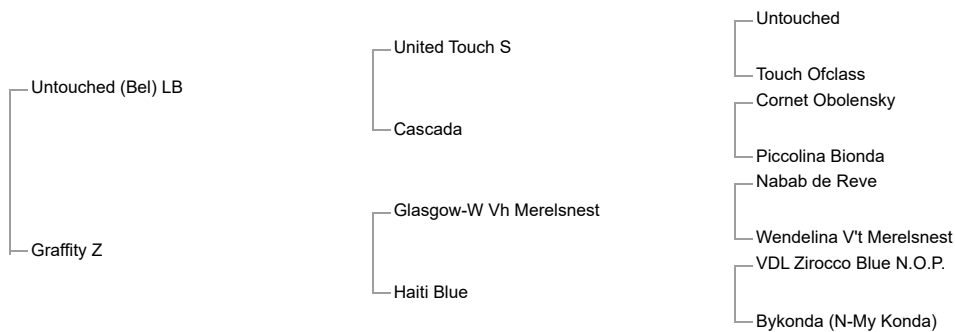 Untouched
United Touch S
Touch Ofclass
Untouched (Bel) LB
Cornet Obolensky
Cascada
Piccolina Bionda
Nabab de Reve
Glasgow-W Vh Merelsnest
Wendelina V't Merelsnest
Graffity Z
VDL Zirocco Blue N.O.P.
Haiti Blue
Bykonda (N-My Konda)